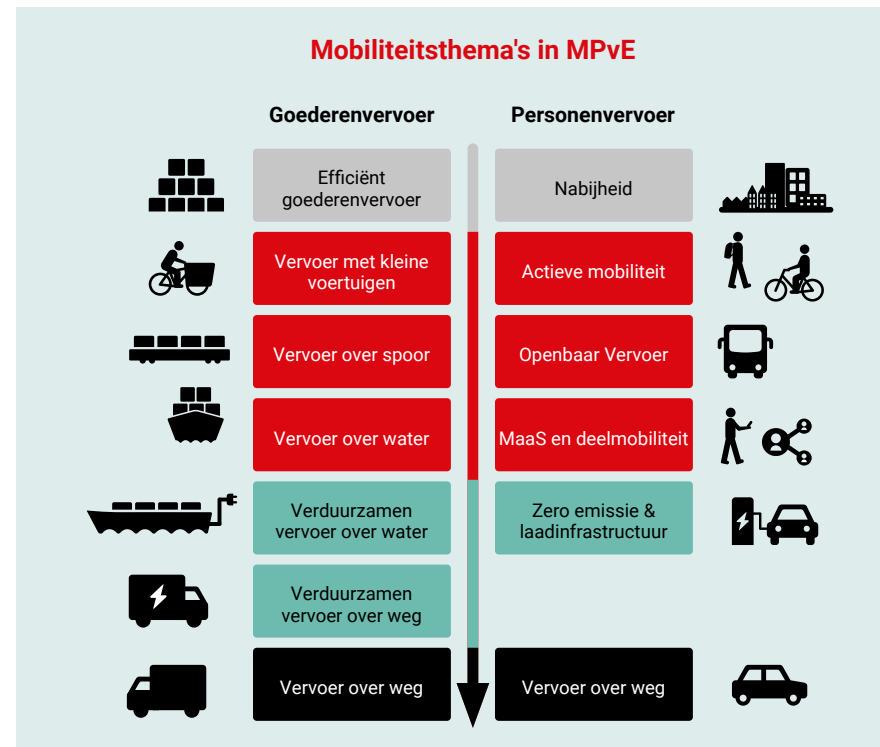 Mobiliteitsthema's in MPvE
Goederenvervoer
Personenvervoer
Efficiënt
goederenvervoer
Nabijheid
Vervoer met kleine
voertuigen
Actieve mobiliteit
Vervoer over spoor
Openbaar Vervoer
Vervoer over water
MaaS en deelmobiliteit
Verduurzamen
vervoer over water
Zero emissie &
laadinfrastructuur
Verduurzamen
vervoer over weg
Vervoer over weg
Vervoer over weg